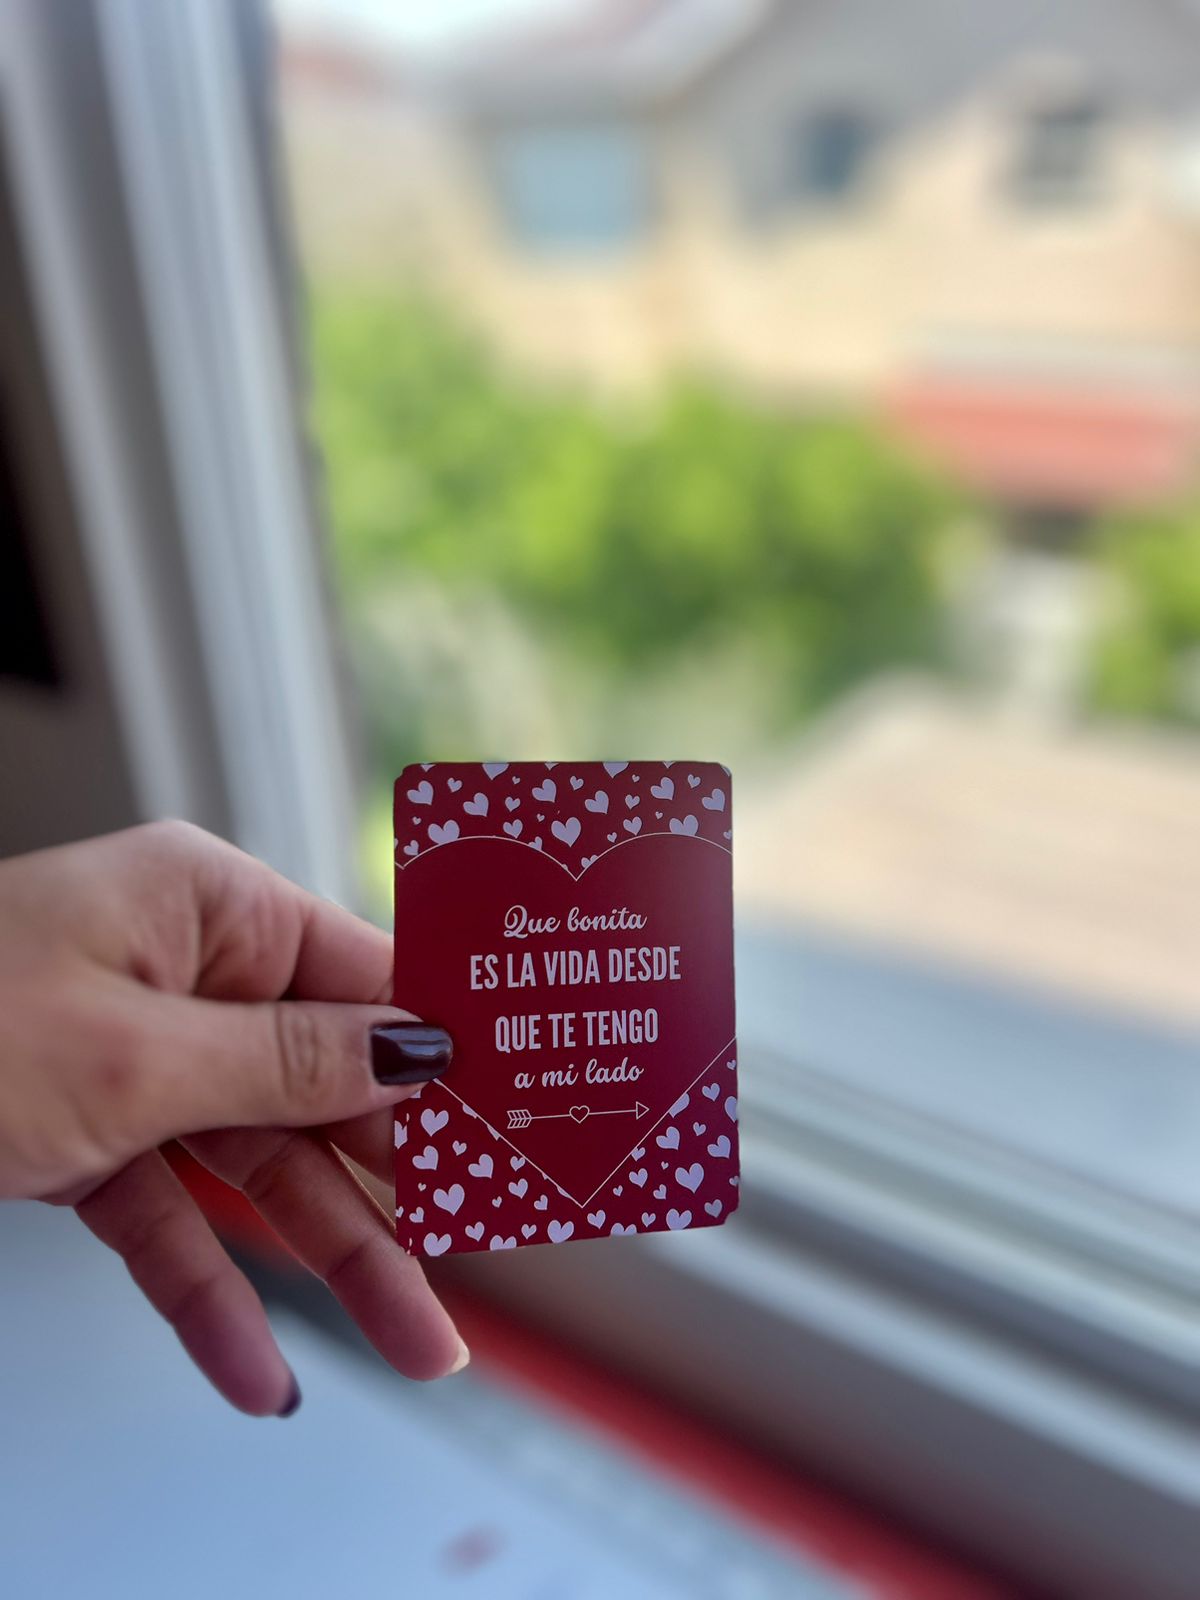 Que bonita
ES LA VIDA DESDE
QUE TE TENGO
a mi lado